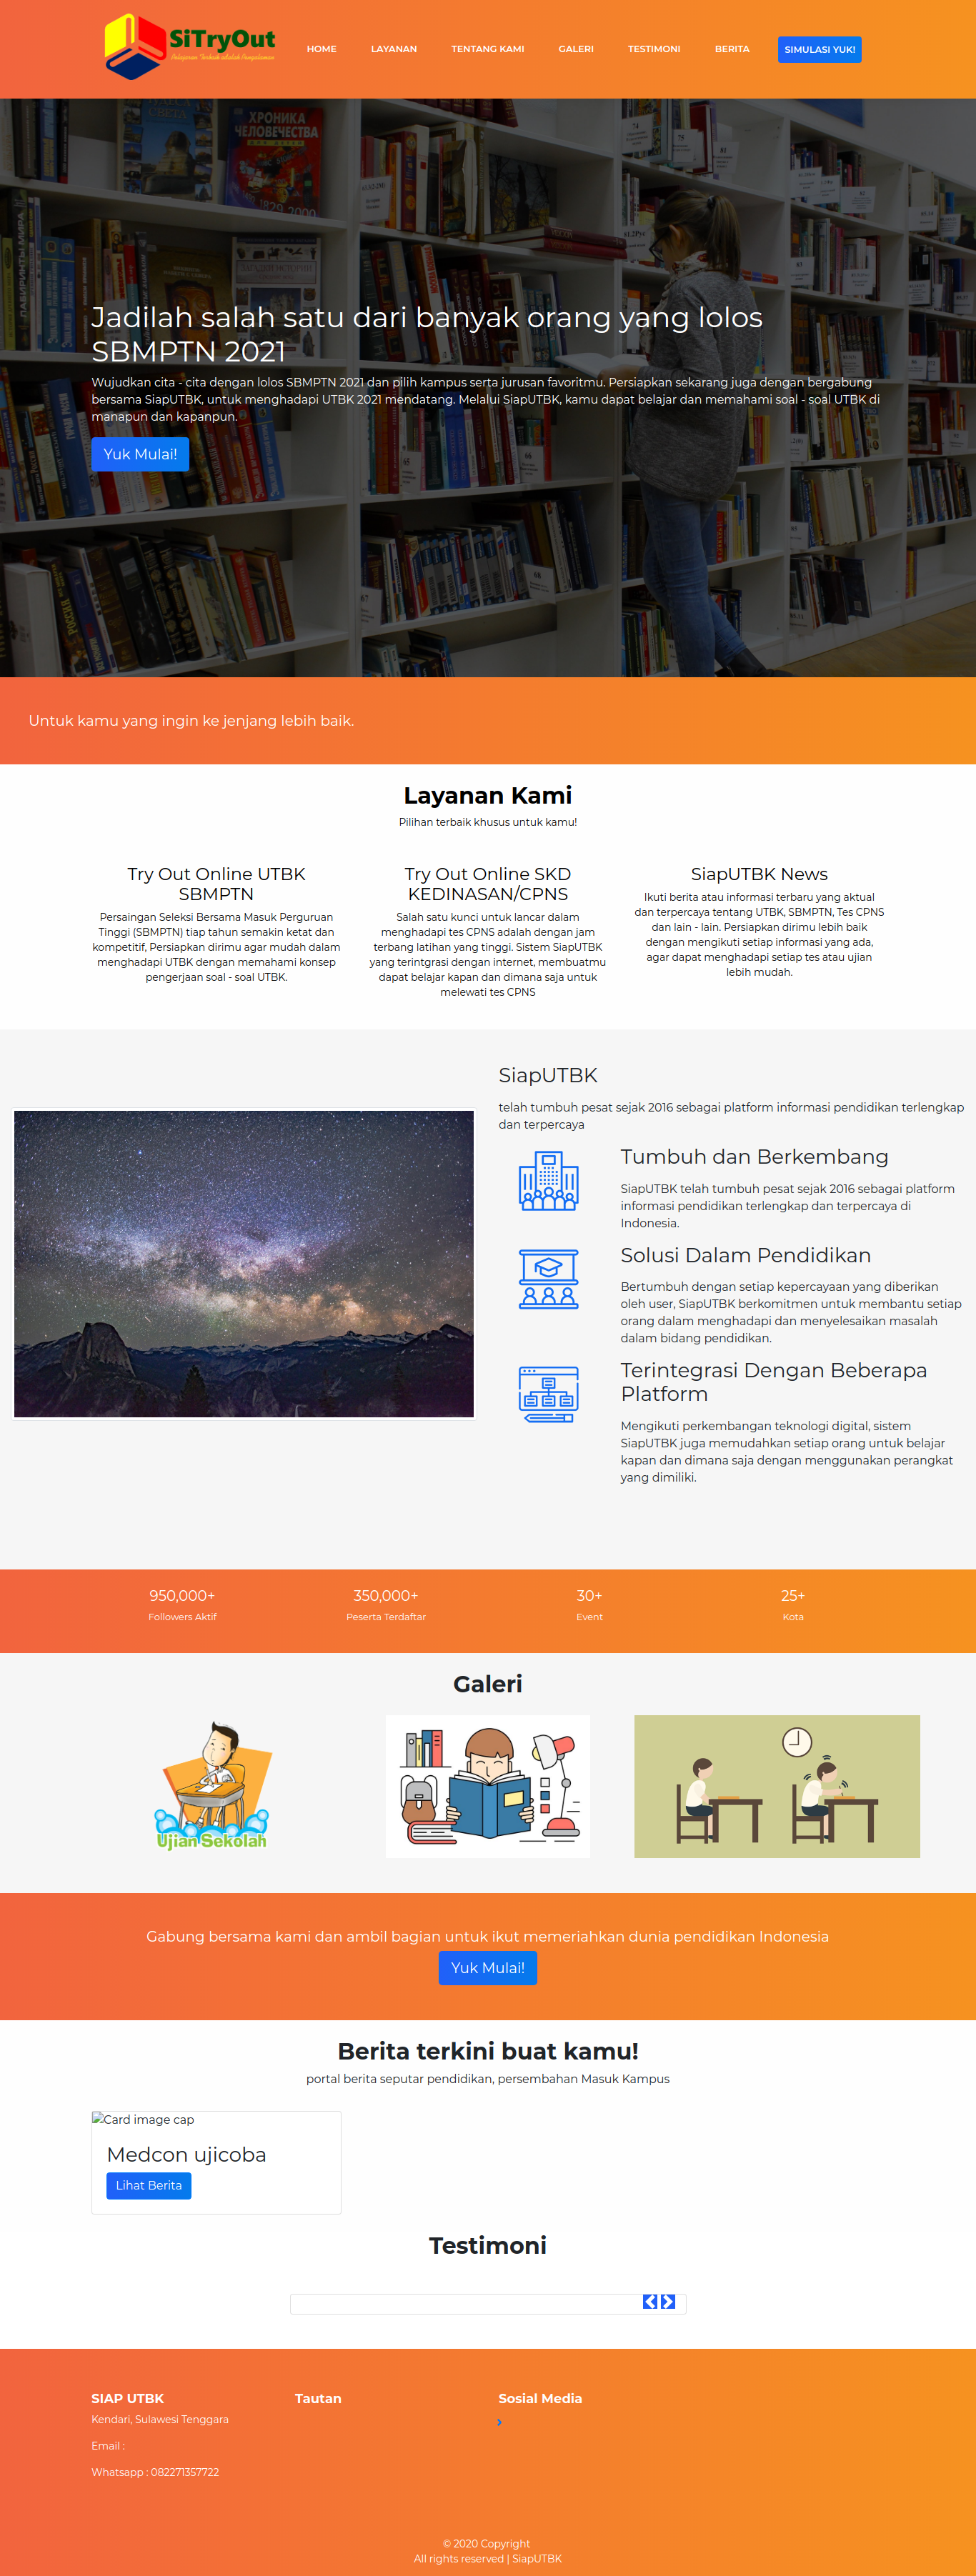 SiTryOut
Pelajaran Terbaik adalah Pengalaman
HOME
LAYANAN
TENTANG KAMI
GALERI
TESTIMONI
BERITA
SIMULASI YUK!
ХРОНИКА
ЧЕЛОВЕЧЕСТВА
Jadilah salah satu dari banyak orang yang lolos
SBMPTN 2021
Wujudkan cita - cita dengan lolos SBMPTN 2021 dan pilih kampus serta jurusan favoritmu. Persiapkan sekarang juga dengan bergabung
bersama SiapUTBK, untuk menghadapi UTBK 2021 mendatang. Melalui SiapUTBK, kamu dapat belajar dan memahami soal - soal UTBK di
manapun dan kapanpun.
Yuk Mulai!
Untuk kamu yang ingin ke jenjang lebih baik.
Layanan Kami
Pilihan terbaik khusus untuk kamu!
Try Out Online UTBK
SBMPTN
Persaingan Seleksi Bersama Masuk Perguruan
Tinggi (SBMPTN) tiap tahun semakin ketat dan
kompetitif, Persiapkan dirimu agar mudah dalam
menghadapi UTBK dengan memahami konsep
pengerjaan soal - soal UTBK.
Try Out Online SKD
KEDINASAN/CPNS
Salah satu kunci untuk lancar dalam
menghadapi tes CPNS adalah dengan jam
terbang latihan yang tinggi. Sistem SiapUTBK
yang terintgrasi dengan internet, membuatmu
dapat belajar kapan dan dimana saja untuk
melewati tes CPNS
SiapUTBK News
Ikuti berita atau informasi terbaru yang aktual
dan terpercaya tentang UTBK, SBMPTN, Tes CPNS
dan lain - lain. Persiapkan dirimu lebih baik
dengan mengikuti setiap informasi yang ada,
agar dapat menghadapi setiap tes atau ujian
lebih mudah.
SiapUTBK
telah tumbuh pesat sejak 2016 sebagai platform informasi pendidikan terlengkap
dan terpercaya
Tumbuh dan Berkembang
SiapUTBK telah tumbuh pesat sejak 2016 sebagai platform
informasi pendidikan terlengkap dan terpercaya di
Indonesia.
Solusi Dalam Pendidikan
Bertumbuh dengan setiap kepercayaan yang diberikan
oleh user, SiapUTBK berkomitmen untuk membantu setiap
orang dalam menghadapi dan menyelesaikan masalah
dalam bidang pendidikan.
Terintegrasi Dengan Beberapa
Platform
Mengikuti perkembangan teknologi digital, sistem
SiapUTBK juga memudahkan setiap orang untuk belajar
kapan dan dimana saja dengan menggunakan perangkat
yang dimiliki.
950,000+
Followers Aktif
350,000+
Peserta Terdaftar
30+
Event
25+
Kota
Galeri
Ujian Sekolah
Gabung bersama kami dan ambil bagian untuk ikut memeriahkan dunia pendidikan Indonesia
Yuk Mulai!
Berita terkini buat kamu!
portal berita seputar pendidikan, persembahan Masuk Kampus
Card image cap
Medcon ujicoba
Lihat Berita
Testimoni
SIAP UTBK
Kendari, Sulawesi Tenggara
Email :
Whatsapp : 082271357722
Tautan
Sosial Media
© 2020 Copyright
All rights reserved | SiapUTBK